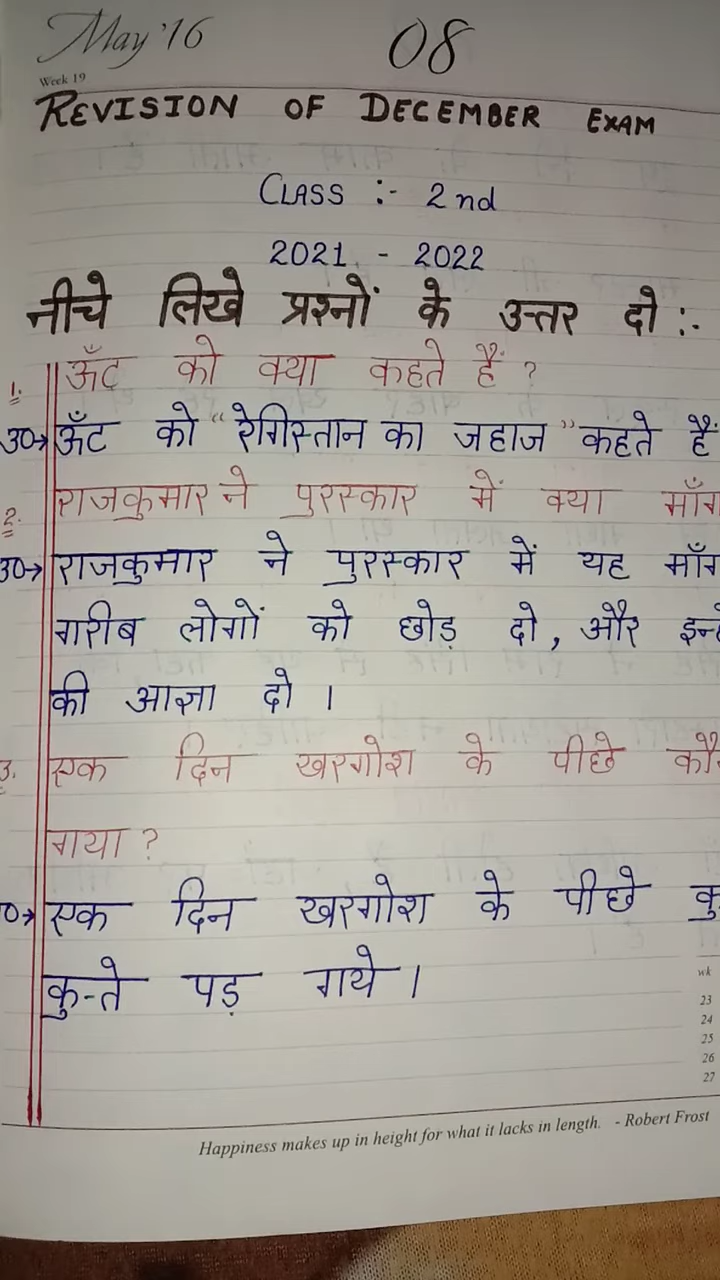 May '16 08
Week 19
REVISION OF DECEMBER EXAM
CLASS :- 2nd
2021 - 2022
नीचे लिखे प्रश्नों के उत्तर दो :-
1. ऊँट को क्या कहते हैं ?
उ0→ ऊँट को "रेगिस्तान का जहाज" कहते हैं
2. राजकुमार ने पुरस्कार में क्या
उ0→ राजकुमार ने पुरस्कार में यह
गरीब लोगों को छोड़ दो, और
की आज्ञा दो ।
3. एक दिन खरगोश के पीछे
गया ?
एक दिन खरगोश के पीछे
कु-ते पड़ गये ।
wk
23
24
25
26
27
Happiness makes up in height for what it lacks in length. - Robert Frost